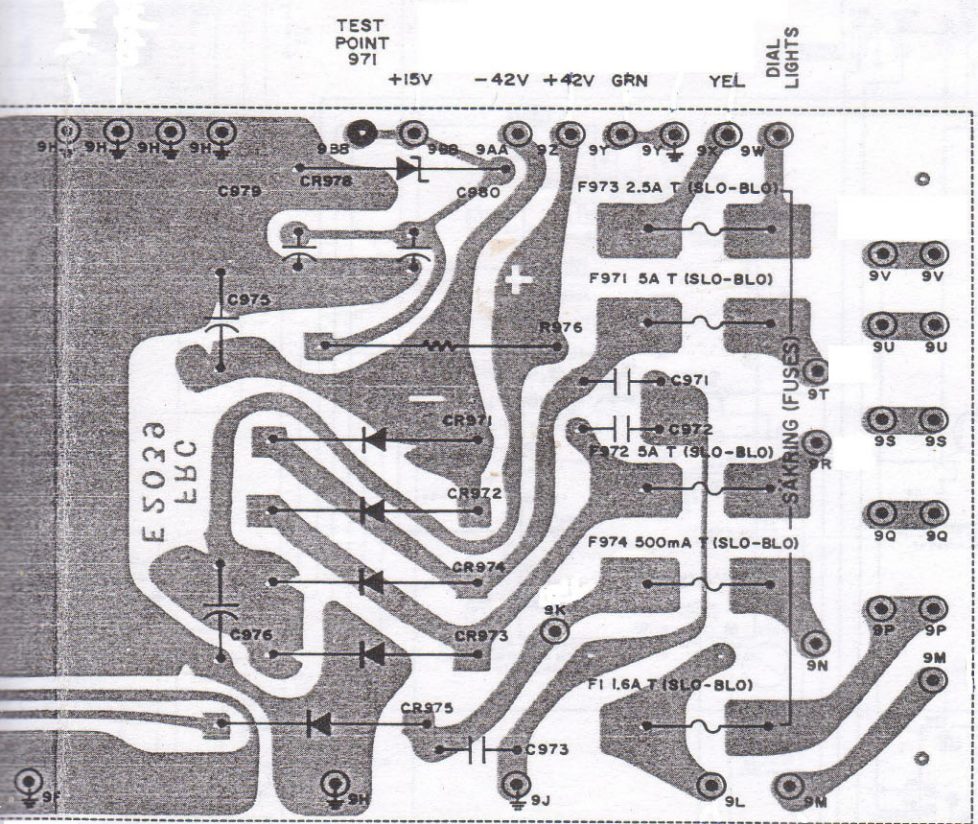 TEST
POINT
971
+15V
-42V
+42V
GRN
YEL
DIAL
LIGHTS
9H
9H
9H
9H
9BB
9BB
9AA
9Z
9Y
9Y
9X
9W
C979
CR978
C980
F973 2.5A T (SLO-BLO)
9V
9V
+
F971 5A T (SLO-BLO)
C975
R976
9U
9U
C971
9T
−
CR971
C972
9S
9S
F972 5A T (SLO-BLO)
9R
SAKRING (FUSES)
E 2039
FRC
CR972
9Q
9Q
F974 500mA T (SLO-BLO)
CR974
9K
9P
9P
C976
CR973
9N
9M
F1 1.6A T (SLO-BLO)
CR975
C973
9F
9H
9J
9L
9M